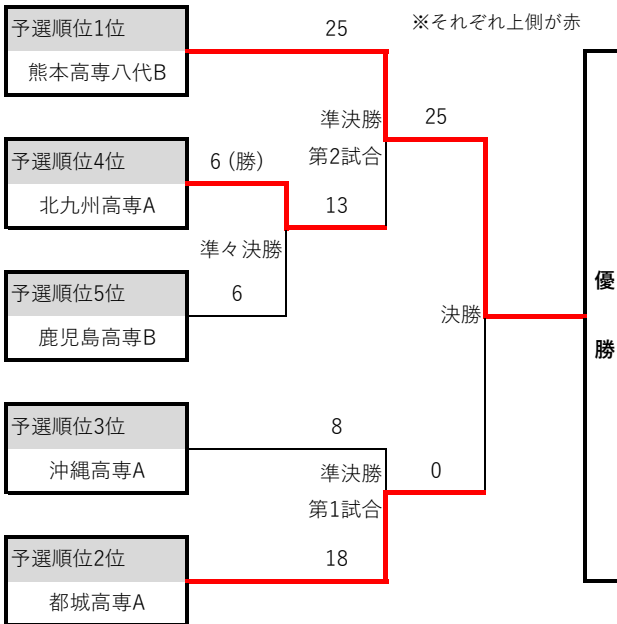 予選順位1位
25
※それぞれ上側が赤
熊本高専八代B
準決勝
25
予選順位4位
6 (勝)
第2試合
北九州高専A
13
準々決勝
予選順位5位
6
優
決勝
鹿児島高専B
勝
予選順位3位
8
沖縄高専A
準決勝
0
第1試合
予選順位2位
18
都城高専A